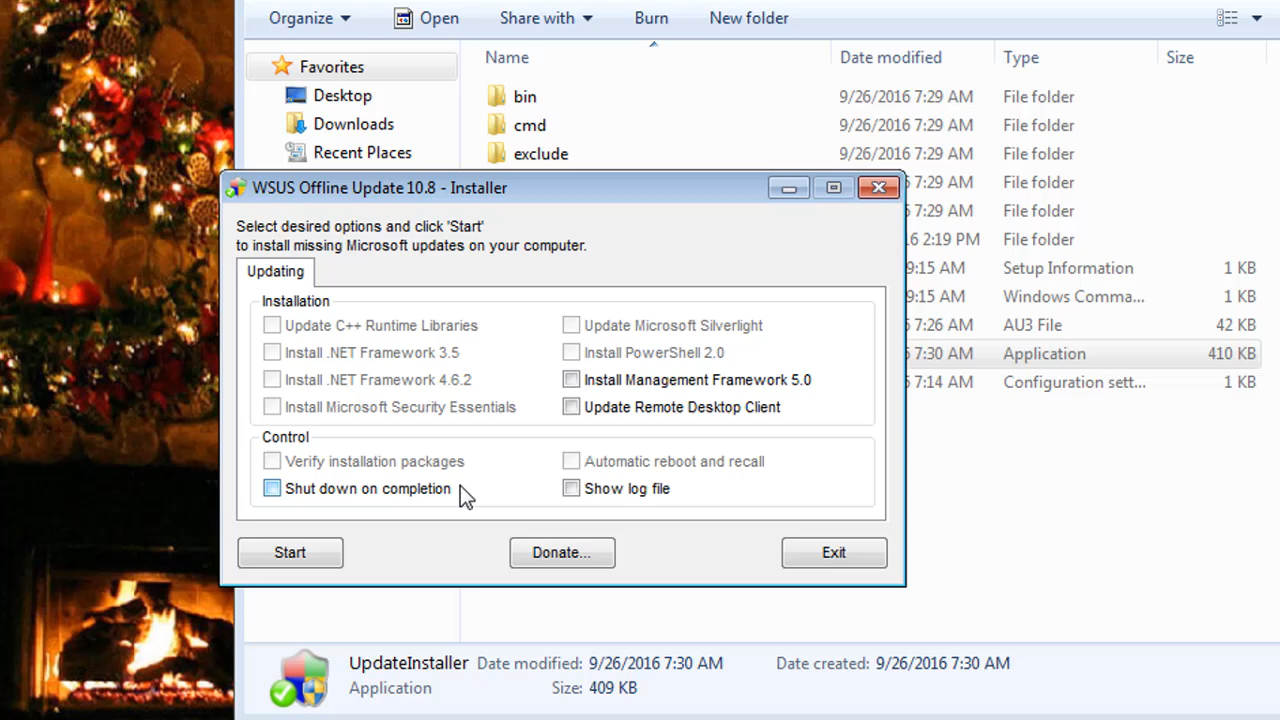 Organize Open Share with Burn New folder
Name Date modified Type Size
Favorites
Desktop
Downloads
Recent Places
bin 9/26/2016 7:29 AM File folder
cmd 9/26/2016 7:29 AM File folder
exclude 9/26/2016 7:29 AM File folder
7:29 AM File folder
7:29 AM File folder
16 2:19 PM File folder
9:15 AM Setup Information 1 KB
9:15 AM Windows Comma... 1 KB
7:26 AM AU3 File 42 KB
7:30 AM Application 410 KB
7:14 AM Configuration sett...
WSUS Offline Update 10.8 - Installer
Select desired options and click 'Start'
to install missing Microsoft updates on your computer.
Updating
Installation
Update C++ Runtime Libraries Update Microsoft Silverlight
Install .NET Framework 3.5 Install PowerShell 2.0
Install .NET Framework 4.6.2 Install Management Framework 5.0
Install Microsoft Security Essentials Update Remote Desktop Client
Control
Verify installation packages Automatic reboot and recall
Shut down on completion Show log file
Start Donate... Exit
UpdateInstaller Date modified: 9/26/2016 7:30 AM Date created: 9/26/2016 7:30 AM
Application Size: 409 KB